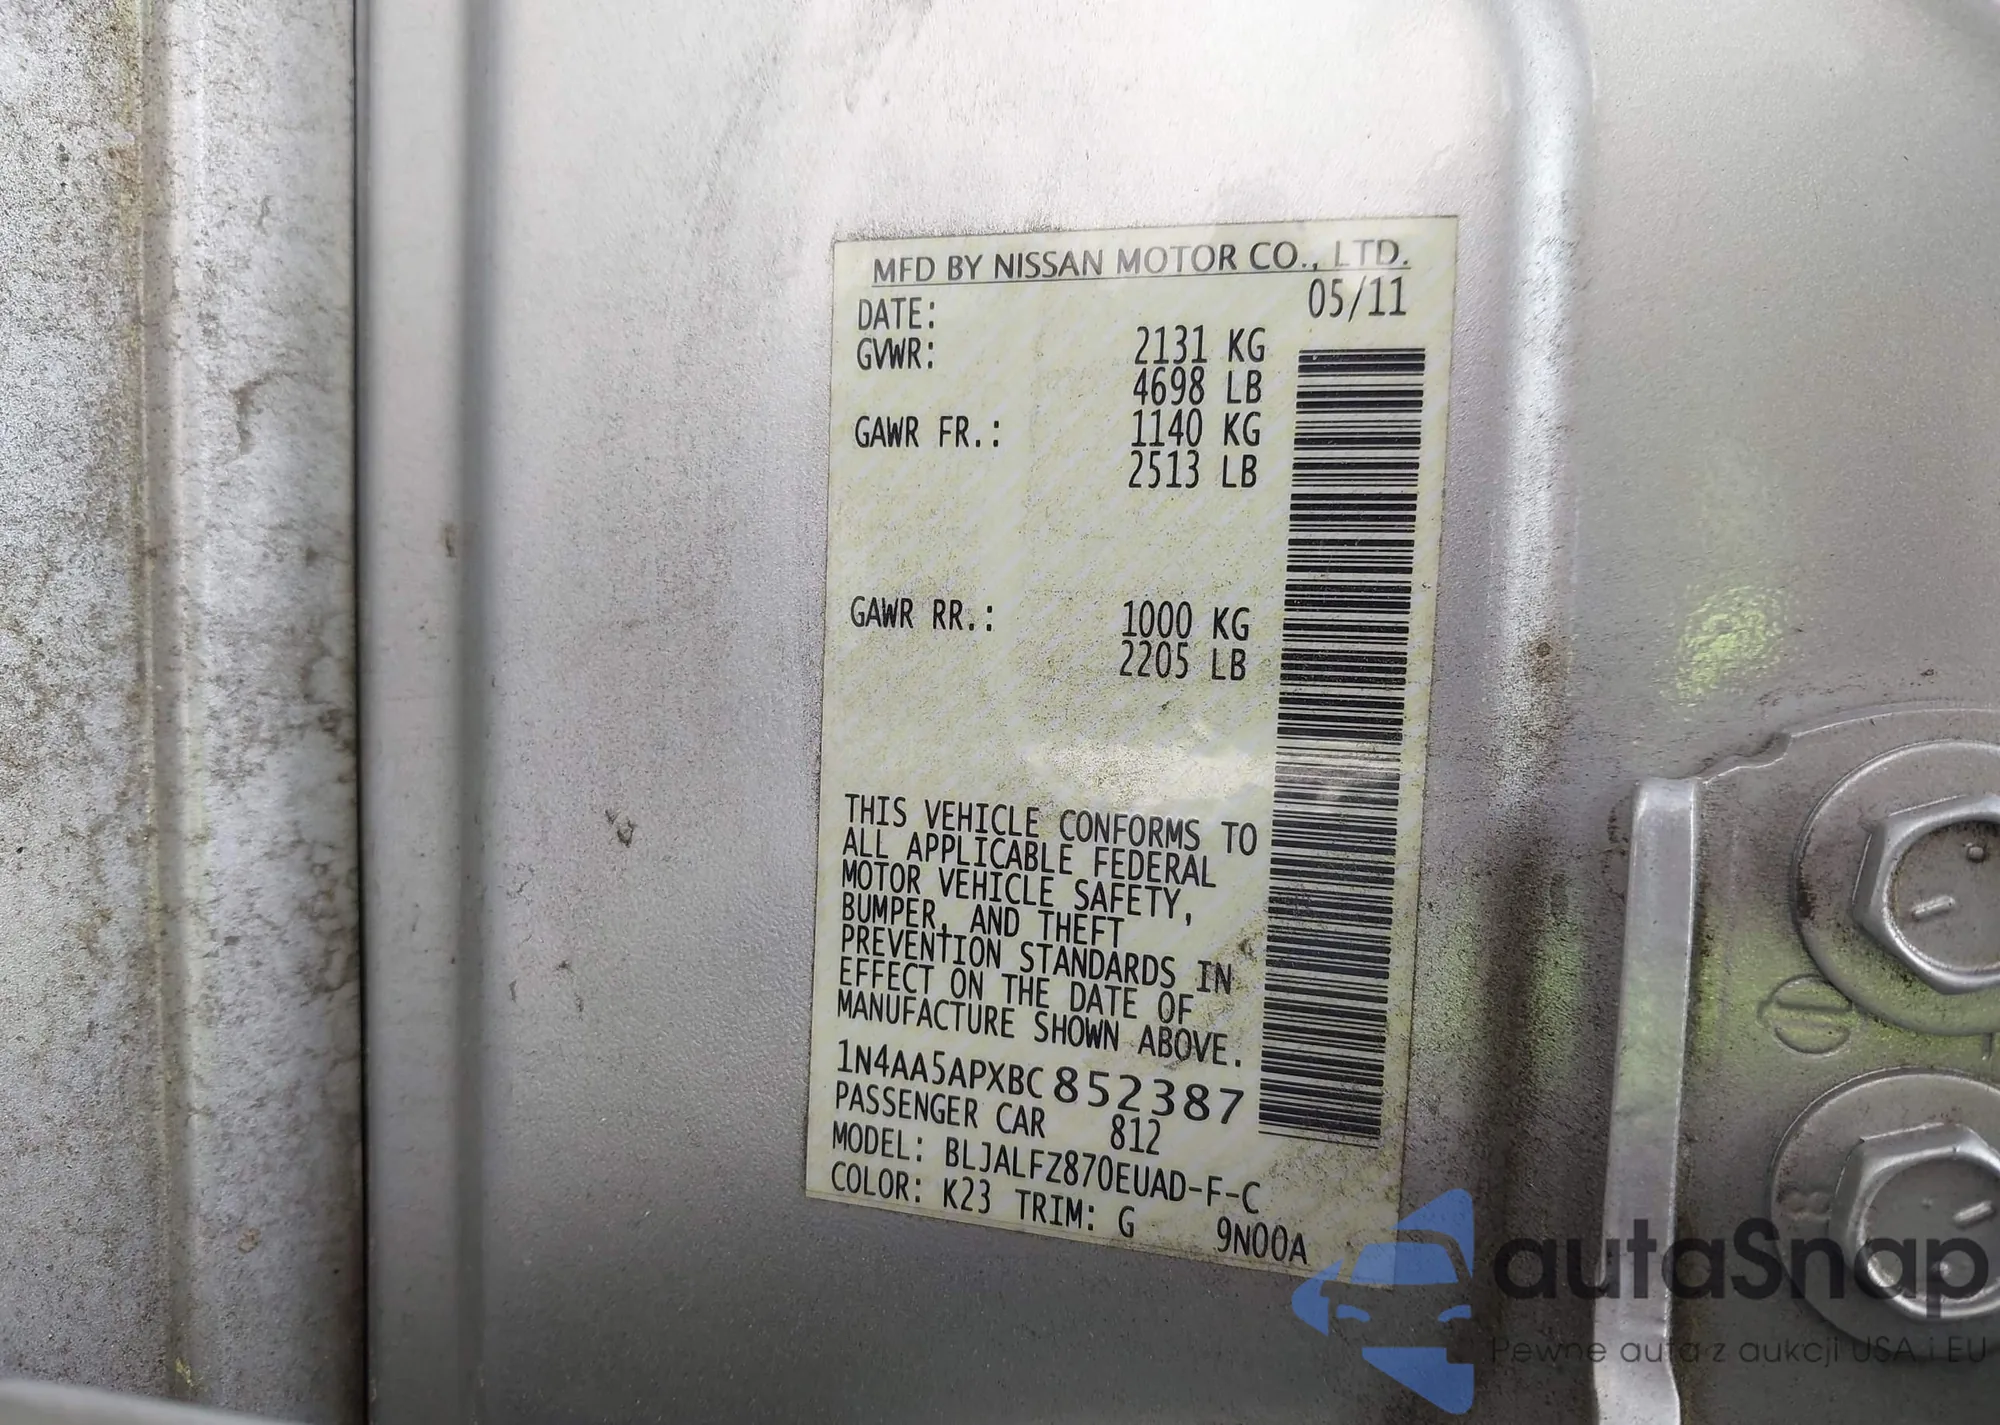 MFD BY NISSAN MOTOR CO., LTD.
DATE: 05/11
GVWR: 2131 KG
4698 LB
GAWR FR.: 1140 KG
2513 LB
GAWR RR.: 1000 KG
2205 LB
THIS VEHICLE CONFORMS TO
ALL APPLICABLE FEDERAL
MOTOR VEHICLE SAFETY,
BUMPER, AND THEFT
PREVENTION STANDARDS IN
EFFECT ON THE DATE OF
MANUFACTURE SHOWN ABOVE.
1N4AA5APXBC852387
PASSENGER CAR 812
MODEL: BLJALFZ870EUAD-F-C
COLOR: K23 TRIM: G 9N00A
autaSnap
Pewne auta z aukcji USA i EU